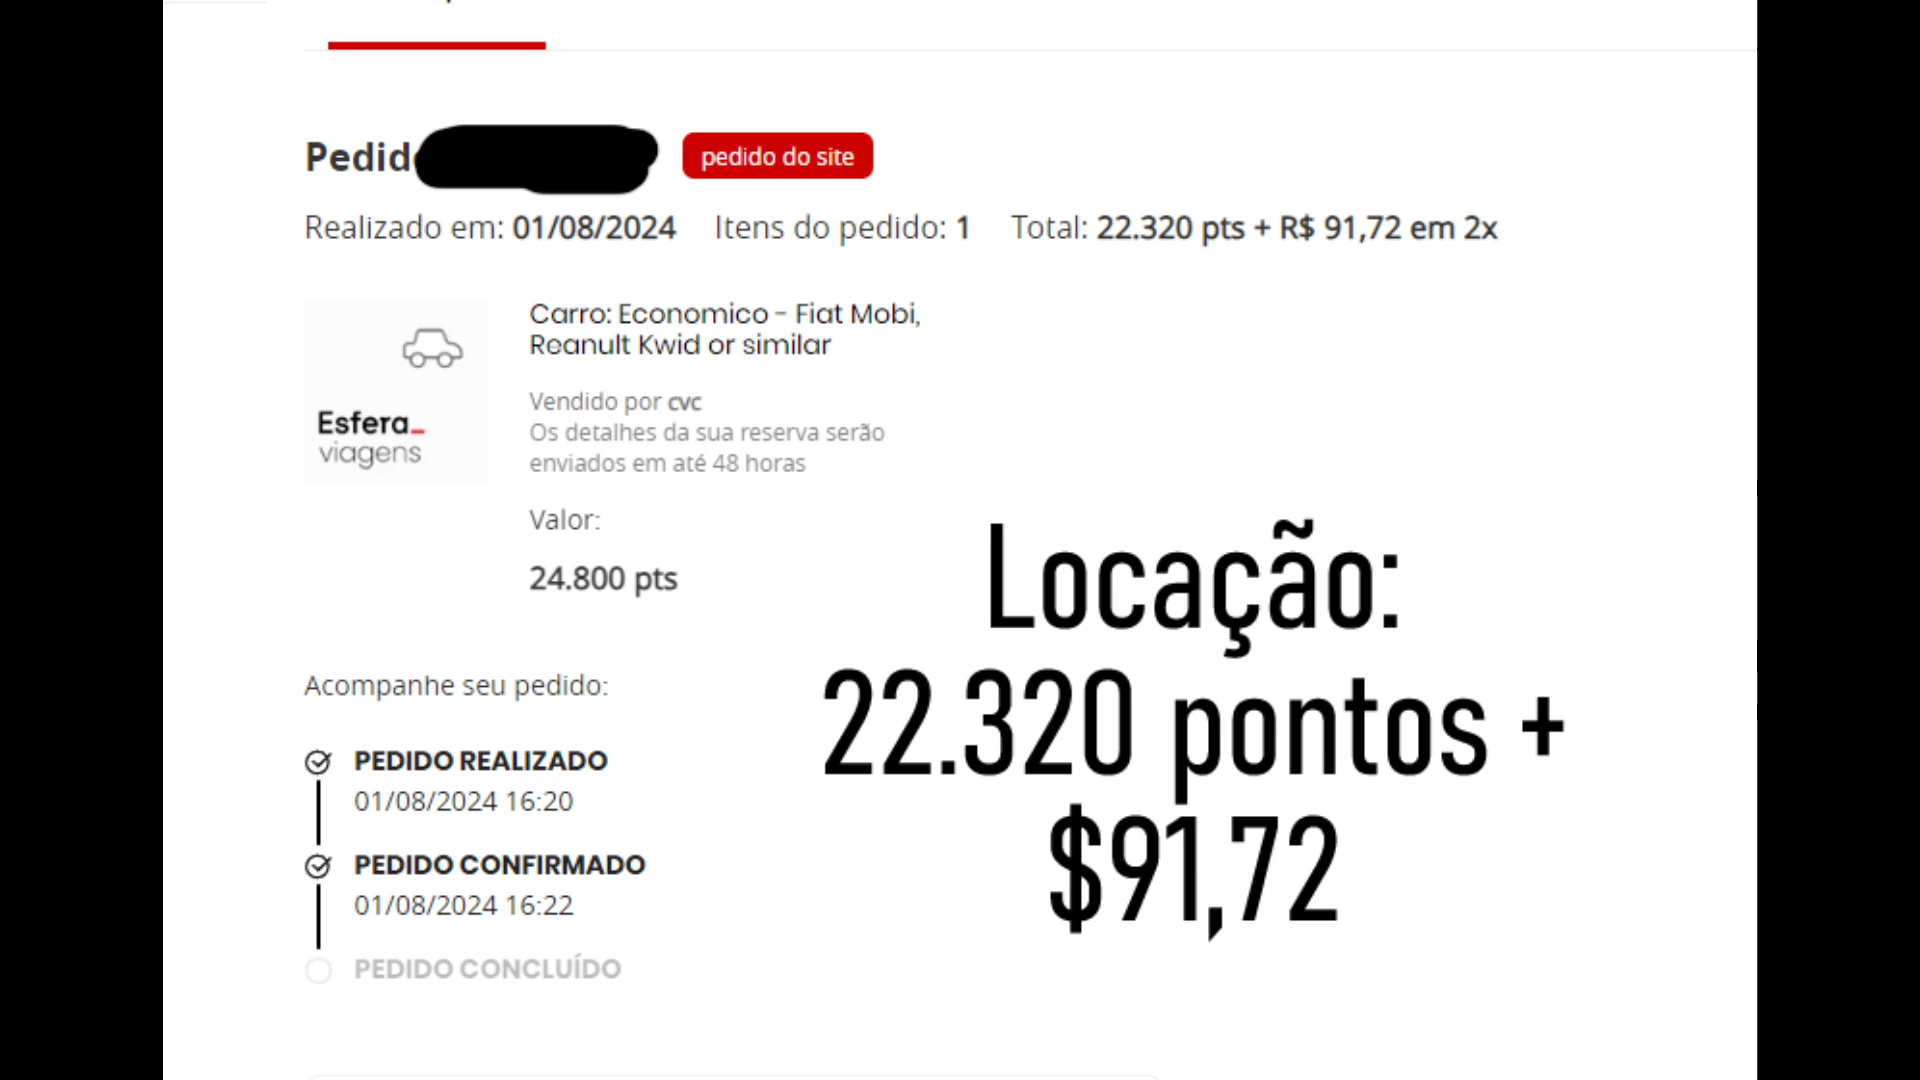 Pedid
pedido do site
Realizado em: 01/08/2024 Itens do pedido: 1 Total: 22.320 pts + R$ 91,72 em 2x
Carro: Economico - Fiat Mobi,
Reanult Kwid or similar
Esfera_
viagens
Vendido por cvc
Os detalhes da sua reserva serão
enviados em até 48 horas
Valor:
24.800 pts
Locação:
22.320 pontos +
$91,72
Acompanhe seu pedido:
PEDIDO REALIZADO
01/08/2024 16:20
PEDIDO CONFIRMADO
01/08/2024 16:22
PEDIDO CONCLUÍDO